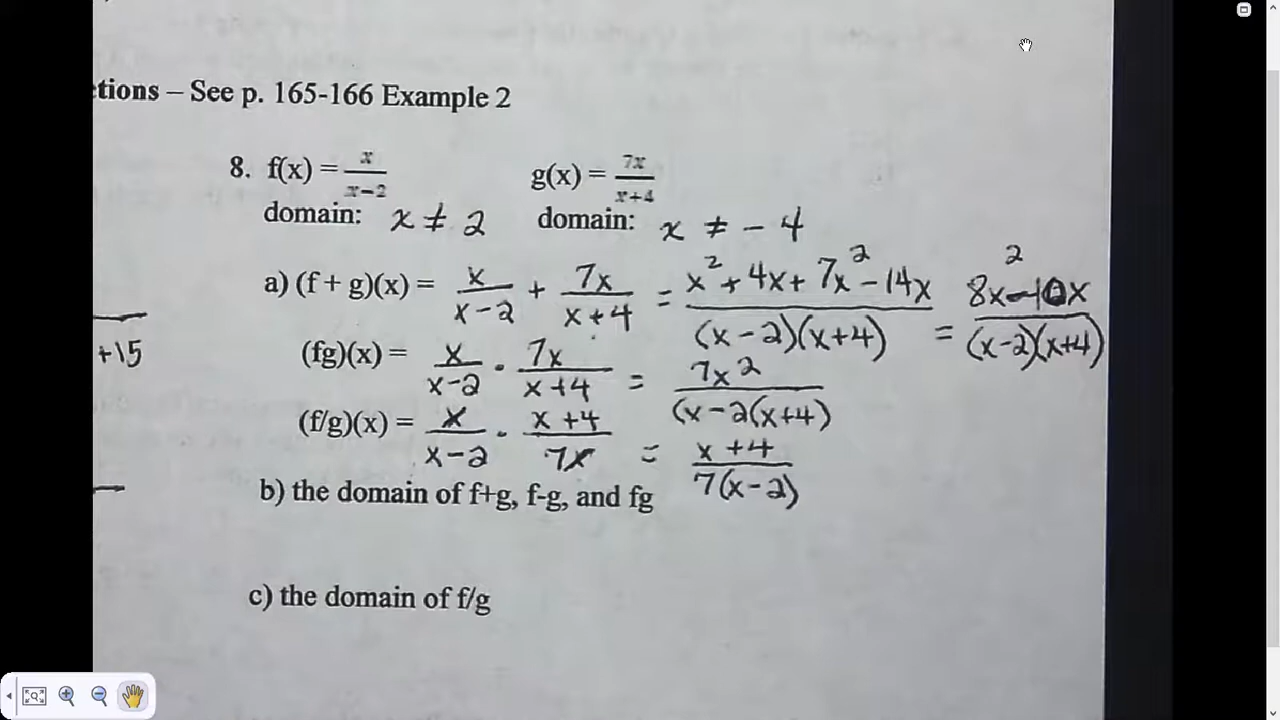 ctions – See p. 165-166 Example 2
8. f(x) = x/(x−2) g(x) = 7x/(x+4)
domain: x ≠ 2 domain: x ≠ −4
a) (f + g)(x) = x/(x−2) + 7x/(x+4) = (x² + 4x + 7x² − 14x)/((x−2)(x+4)) = (8x² − 10x)/((x−2)(x+4))
+15
(fg)(x) = x/(x−2) · 7x/(x+4) = 7x²/((x−2(x+4))
(f/g)(x) = x/(x−2) · (x+4)/7x = (x+4)/(7(x−2))
b) the domain of f+g, f-g, and fg
c) the domain of f/g